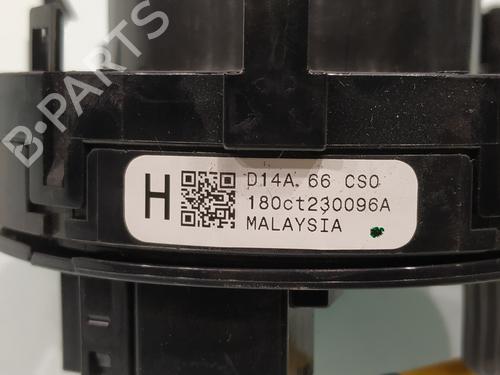 B-PARTS
H
D14A. 66 CS0
180ct230096A
MALAYSIA